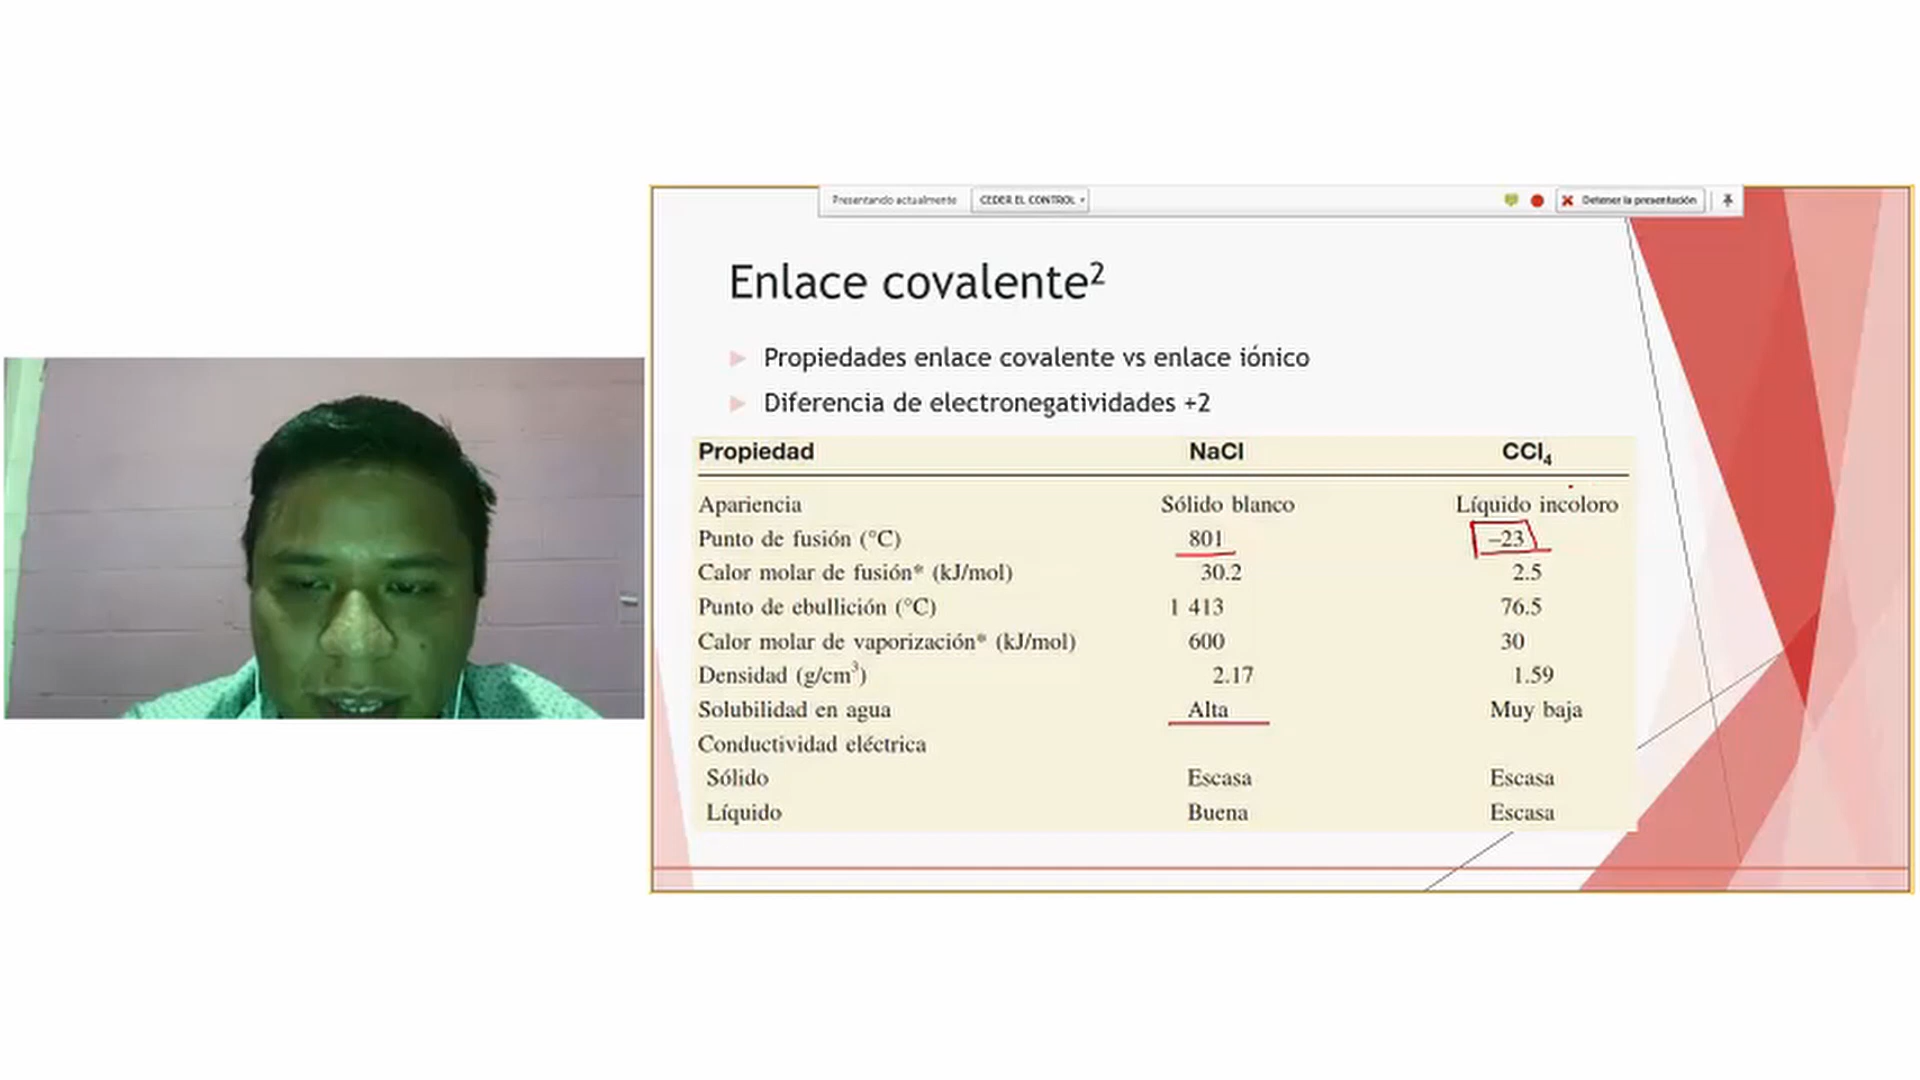 Presentando actualmente CEDER EL CONTROL Detener la presentación
Enlace covalente²
Propiedades enlace covalente vs enlace iónico
Diferencia de electronegatividades +2
Propiedad NaCl CCl₄
Apariencia Sólido blanco Líquido incoloro
Punto de fusión (°C) 801 –23
Calor molar de fusión* (kJ/mol) 30.2 2.5
Punto de ebullición (°C) 1 413 76.5
Calor molar de vaporización* (kJ/mol) 600 30
Densidad (g/cm³) 2.17 1.59
Solubilidad en agua Alta Muy baja
Conductividad eléctrica
Sólido Escasa Escasa
Líquido Buena Escasa